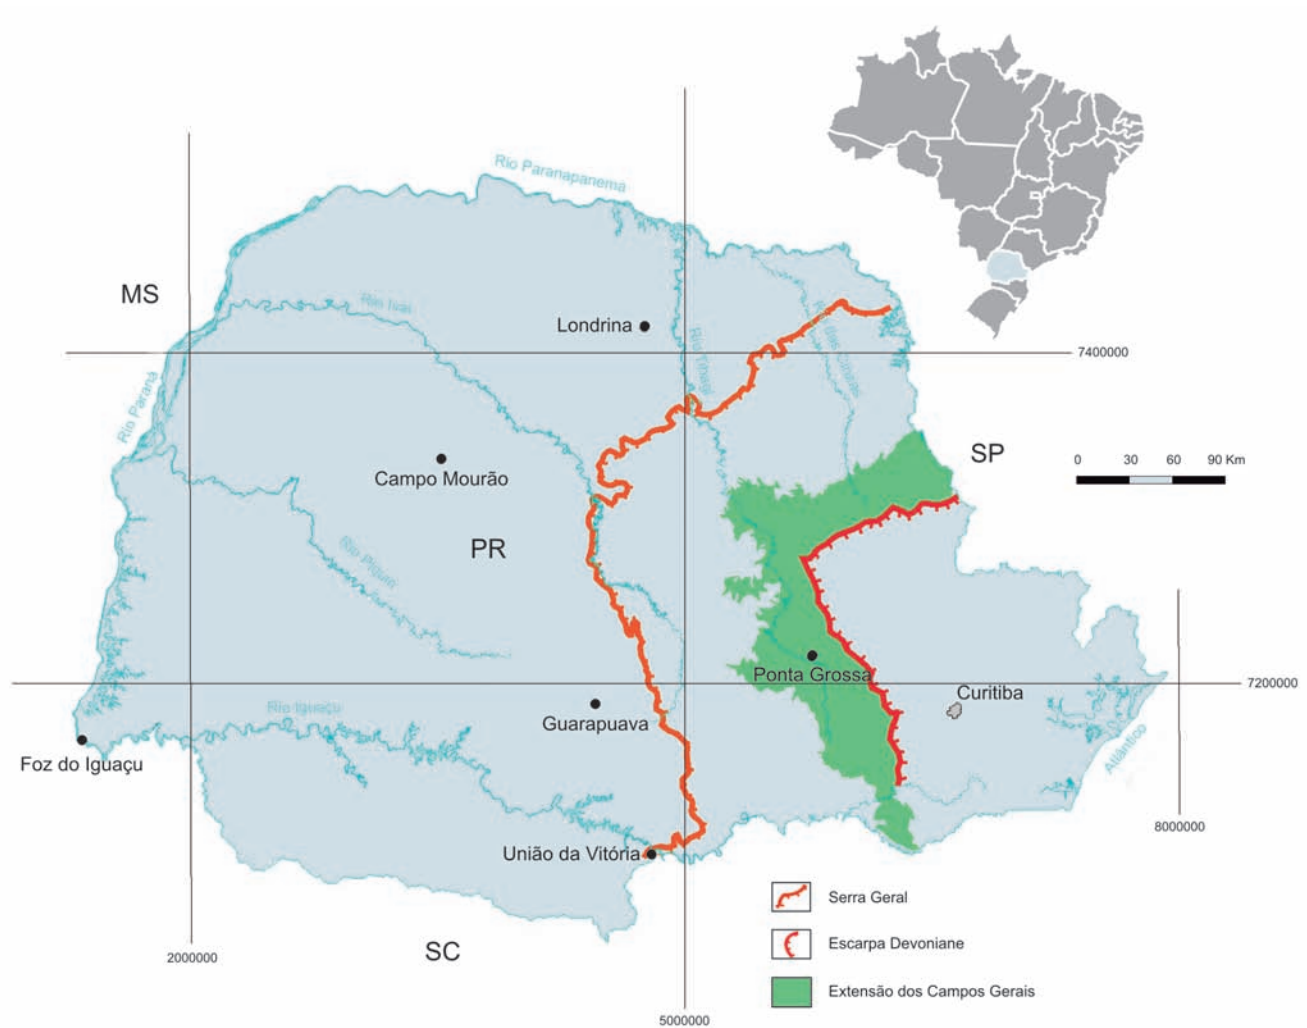 Rio Paranapanema
MS
Rio Ivaí
Londrina
7400000
Rio Paraná
Rio Tibagi
SP
0 30 60 90 Km
Campo Mourão
PR
Rio Piquiri
Ponta Grossa
7200000
Curitiba
Rio Iguaçu
Guarapuava
Foz do Iguaçu
Atlântico
8000000
União da Vitória
Serra Geral
SC
Escarpa Devoniane
2000000
Extensão dos Campos Gerais
5000000